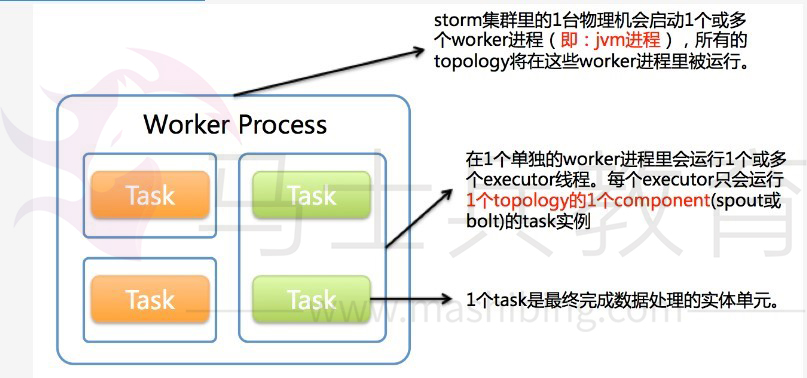 storm集群里的1台物理机会启动1个或多
个worker进程（即：jvm进程），所有的
topology将在这些worker进程里被运行。
Worker Process
Task
Task
Task
Task
在1个单独的worker进程里会运行1个或多
个executor线程。每个executor只会运行
1个topology的1个component(spout或
bolt)的task实例
1个task是最终完成数据处理的实体单元。
马士兵教育
www.mashibing.com